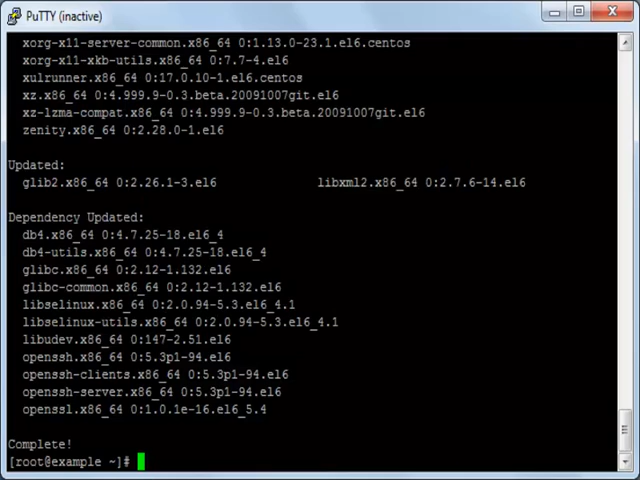 PuTTY (inactive)
xorg-x11-server-common.x86_64 0:1.13.0-23.1.el6.centos
xorg-x11-xkb-utils.x86_64 0:7.7-4.el6
xulrunner.x86_64 0:17.0.10-1.el6.centos
xz.x86_64 0:4.999.9-0.3.beta.20091007git.el6
xz-lzma-compat.x86_64 0:4.999.9-0.3.beta.20091007git.el6
zenity.x86_64 0:2.28.0-1.el6
Updated:
glib2.x86_64 0:2.26.1-3.el6 libxml2.x86_64 0:2.7.6-14.el6
Dependency Updated:
db4.x86_64 0:4.7.25-18.el6_4
db4-utils.x86_64 0:4.7.25-18.el6_4
glibc.x86_64 0:2.12-1.132.el6
glibc-common.x86_64 0:2.12-1.132.el6
libselinux.x86_64 0:2.0.94-5.3.el6_4.1
libselinux-utils.x86_64 0:2.0.94-5.3.el6_4.1
libudev.x86_64 0:147-2.51.el6
openssh.x86_64 0:5.3p1-94.el6
openssh-clients.x86_64 0:5.3p1-94.el6
openssh-server.x86_64 0:5.3p1-94.el6
openssl.x86_64 0:1.0.1e-16.el6_5.4
Complete!
[root@example ~]#